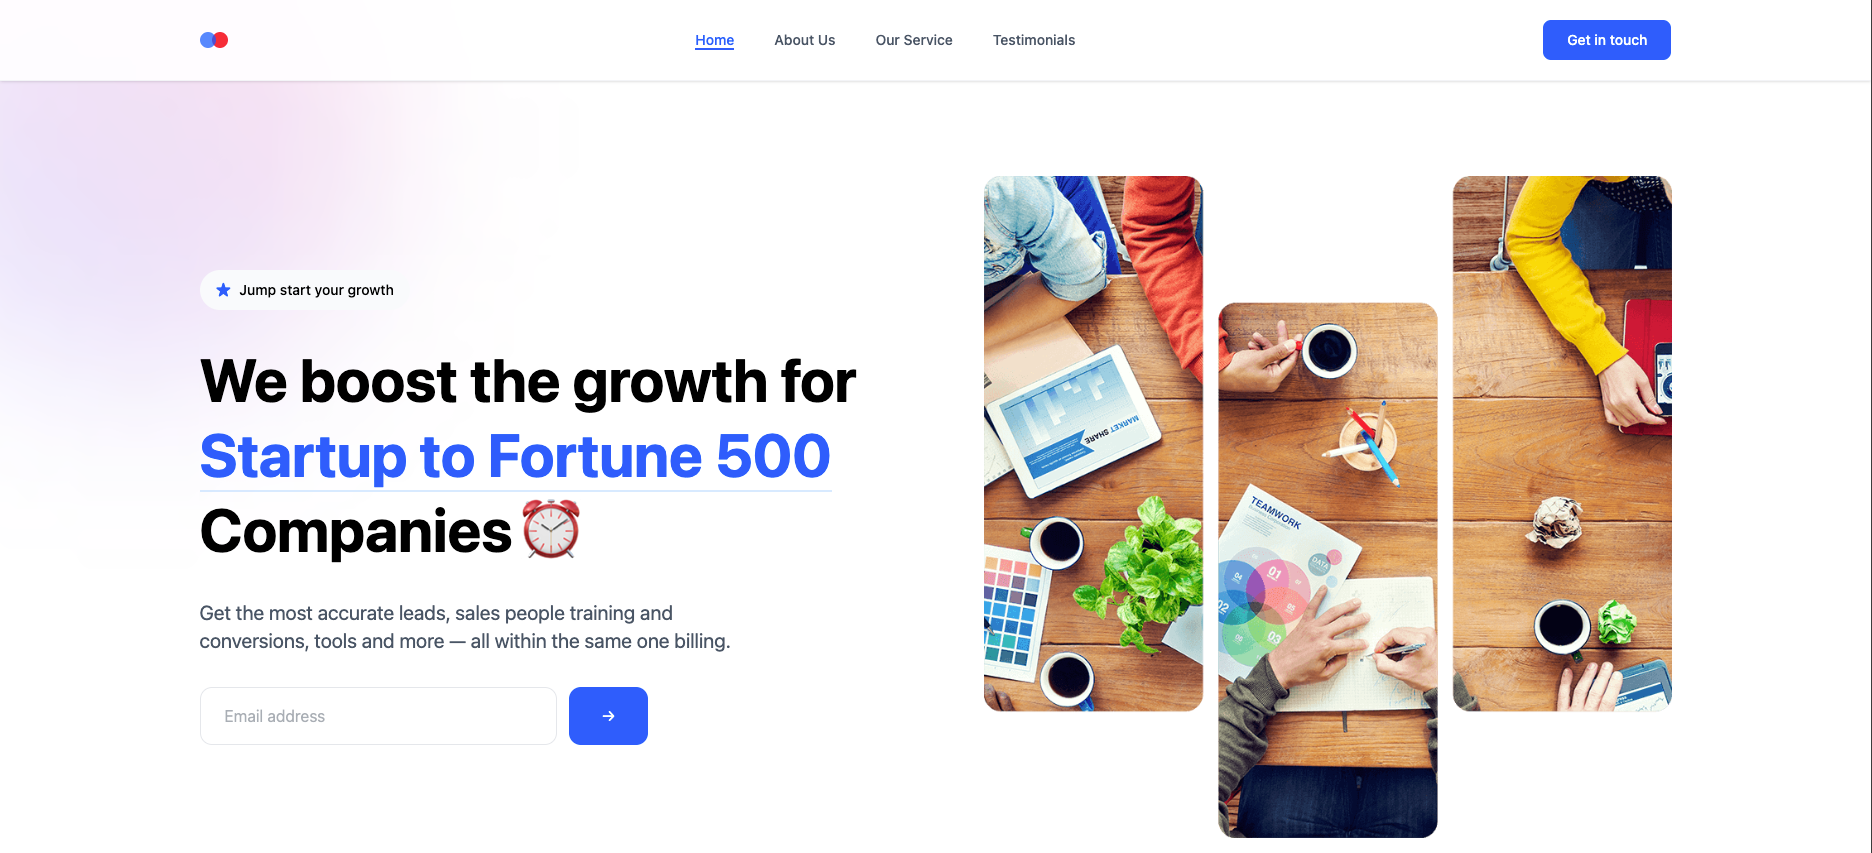 Home
About Us
Our Service
Testimonials
Get in touch
Jump start your growth
We boost the growth for
Startup to Fortune 500
Companies
Get the most accurate leads, sales people training and
conversions, tools and more — all within the same one billing.
Email address
MARKET SHARE
TEAMWORK
DATA
04
01
02
05
03